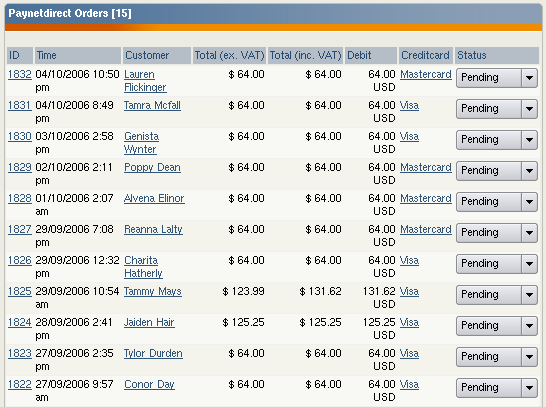 Paynetdirect Orders [15]
ID Time Customer Total (ex. VAT) Total (inc. VAT) Debit Creditcard Status
1832 04/10/2006 10:50 Lauren $ 64.00 $ 64.00 64.00 Mastercard Pending
pm Flickinger USD
1831 04/10/2006 8:49 Tamra Mcfall $ 64.00 $ 64.00 64.00 Visa Pending
pm USD
1830 03/10/2006 2:58 Genista $ 64.00 $ 64.00 64.00 Visa Pending
pm Wynter USD
1829 02/10/2006 2:11 Poppy Dean $ 64.00 $ 64.00 64.00 Mastercard Pending
pm USD
1828 01/10/2006 2:07 Alvena Elinor $ 64.00 $ 64.00 64.00 Mastercard Pending
am USD
1827 29/09/2006 7:08 Reanna Lalty $ 64.00 $ 64.00 64.00 Mastercard Pending
pm USD
1826 29/09/2006 12:32 Charita $ 64.00 $ 64.00 64.00 Visa Pending
pm Hatherly USD
1825 29/09/2006 10:54 Tammy Mays $ 123.99 $ 131.62 131.62 Visa Pending
am USD
1824 28/09/2006 2:41 Jaiden Hair $ 125.25 $ 125.25 125.25 Visa Pending
pm USD
1823 27/09/2006 2:35 Tylor Durden $ 64.00 $ 64.00 64.00 Visa Pending
pm USD
1822 27/09/2006 9:57 Conor Day $ 64.00 $ 64.00 64.00 Visa Pending
am USD